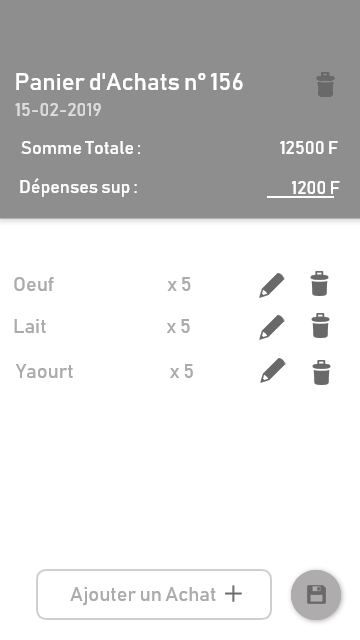 Panier d'Achats n° 156
15-02-2019
Somme Totale : 12500 F
Dépenses sup : 1200 F
Oeuf x 5
Lait x 5
Yaourt x 5
Ajouter un Achat +